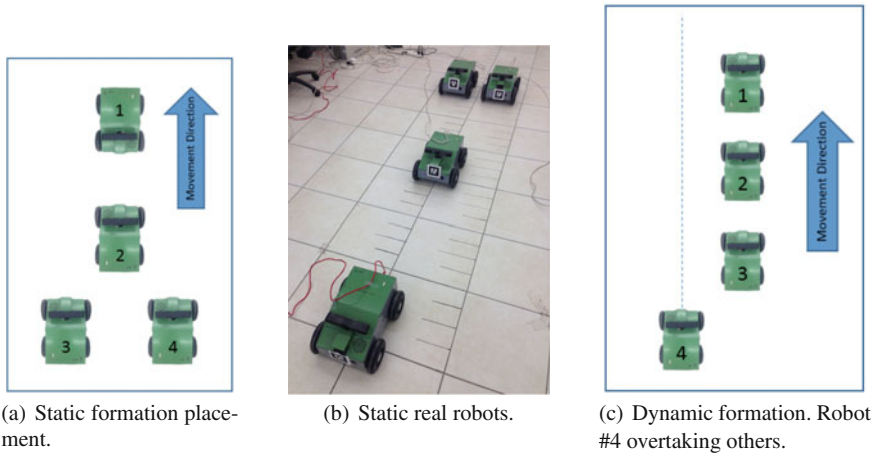 1
2
3
4
Movement Direction
1
2
3
4
Movement Direction
(a) Static formation place-
ment.
(b) Static real robots.
(c) Dynamic formation. Robot
#4 overtaking others.